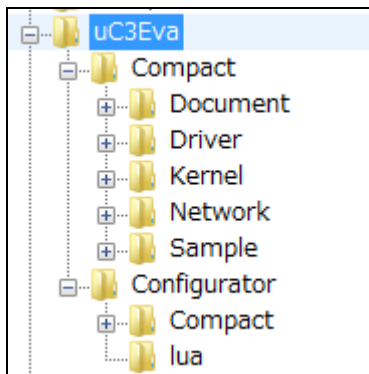 uC3Eva
Compact
Document
Driver
Kernel
Network
Sample
Configurator
Compact
lua